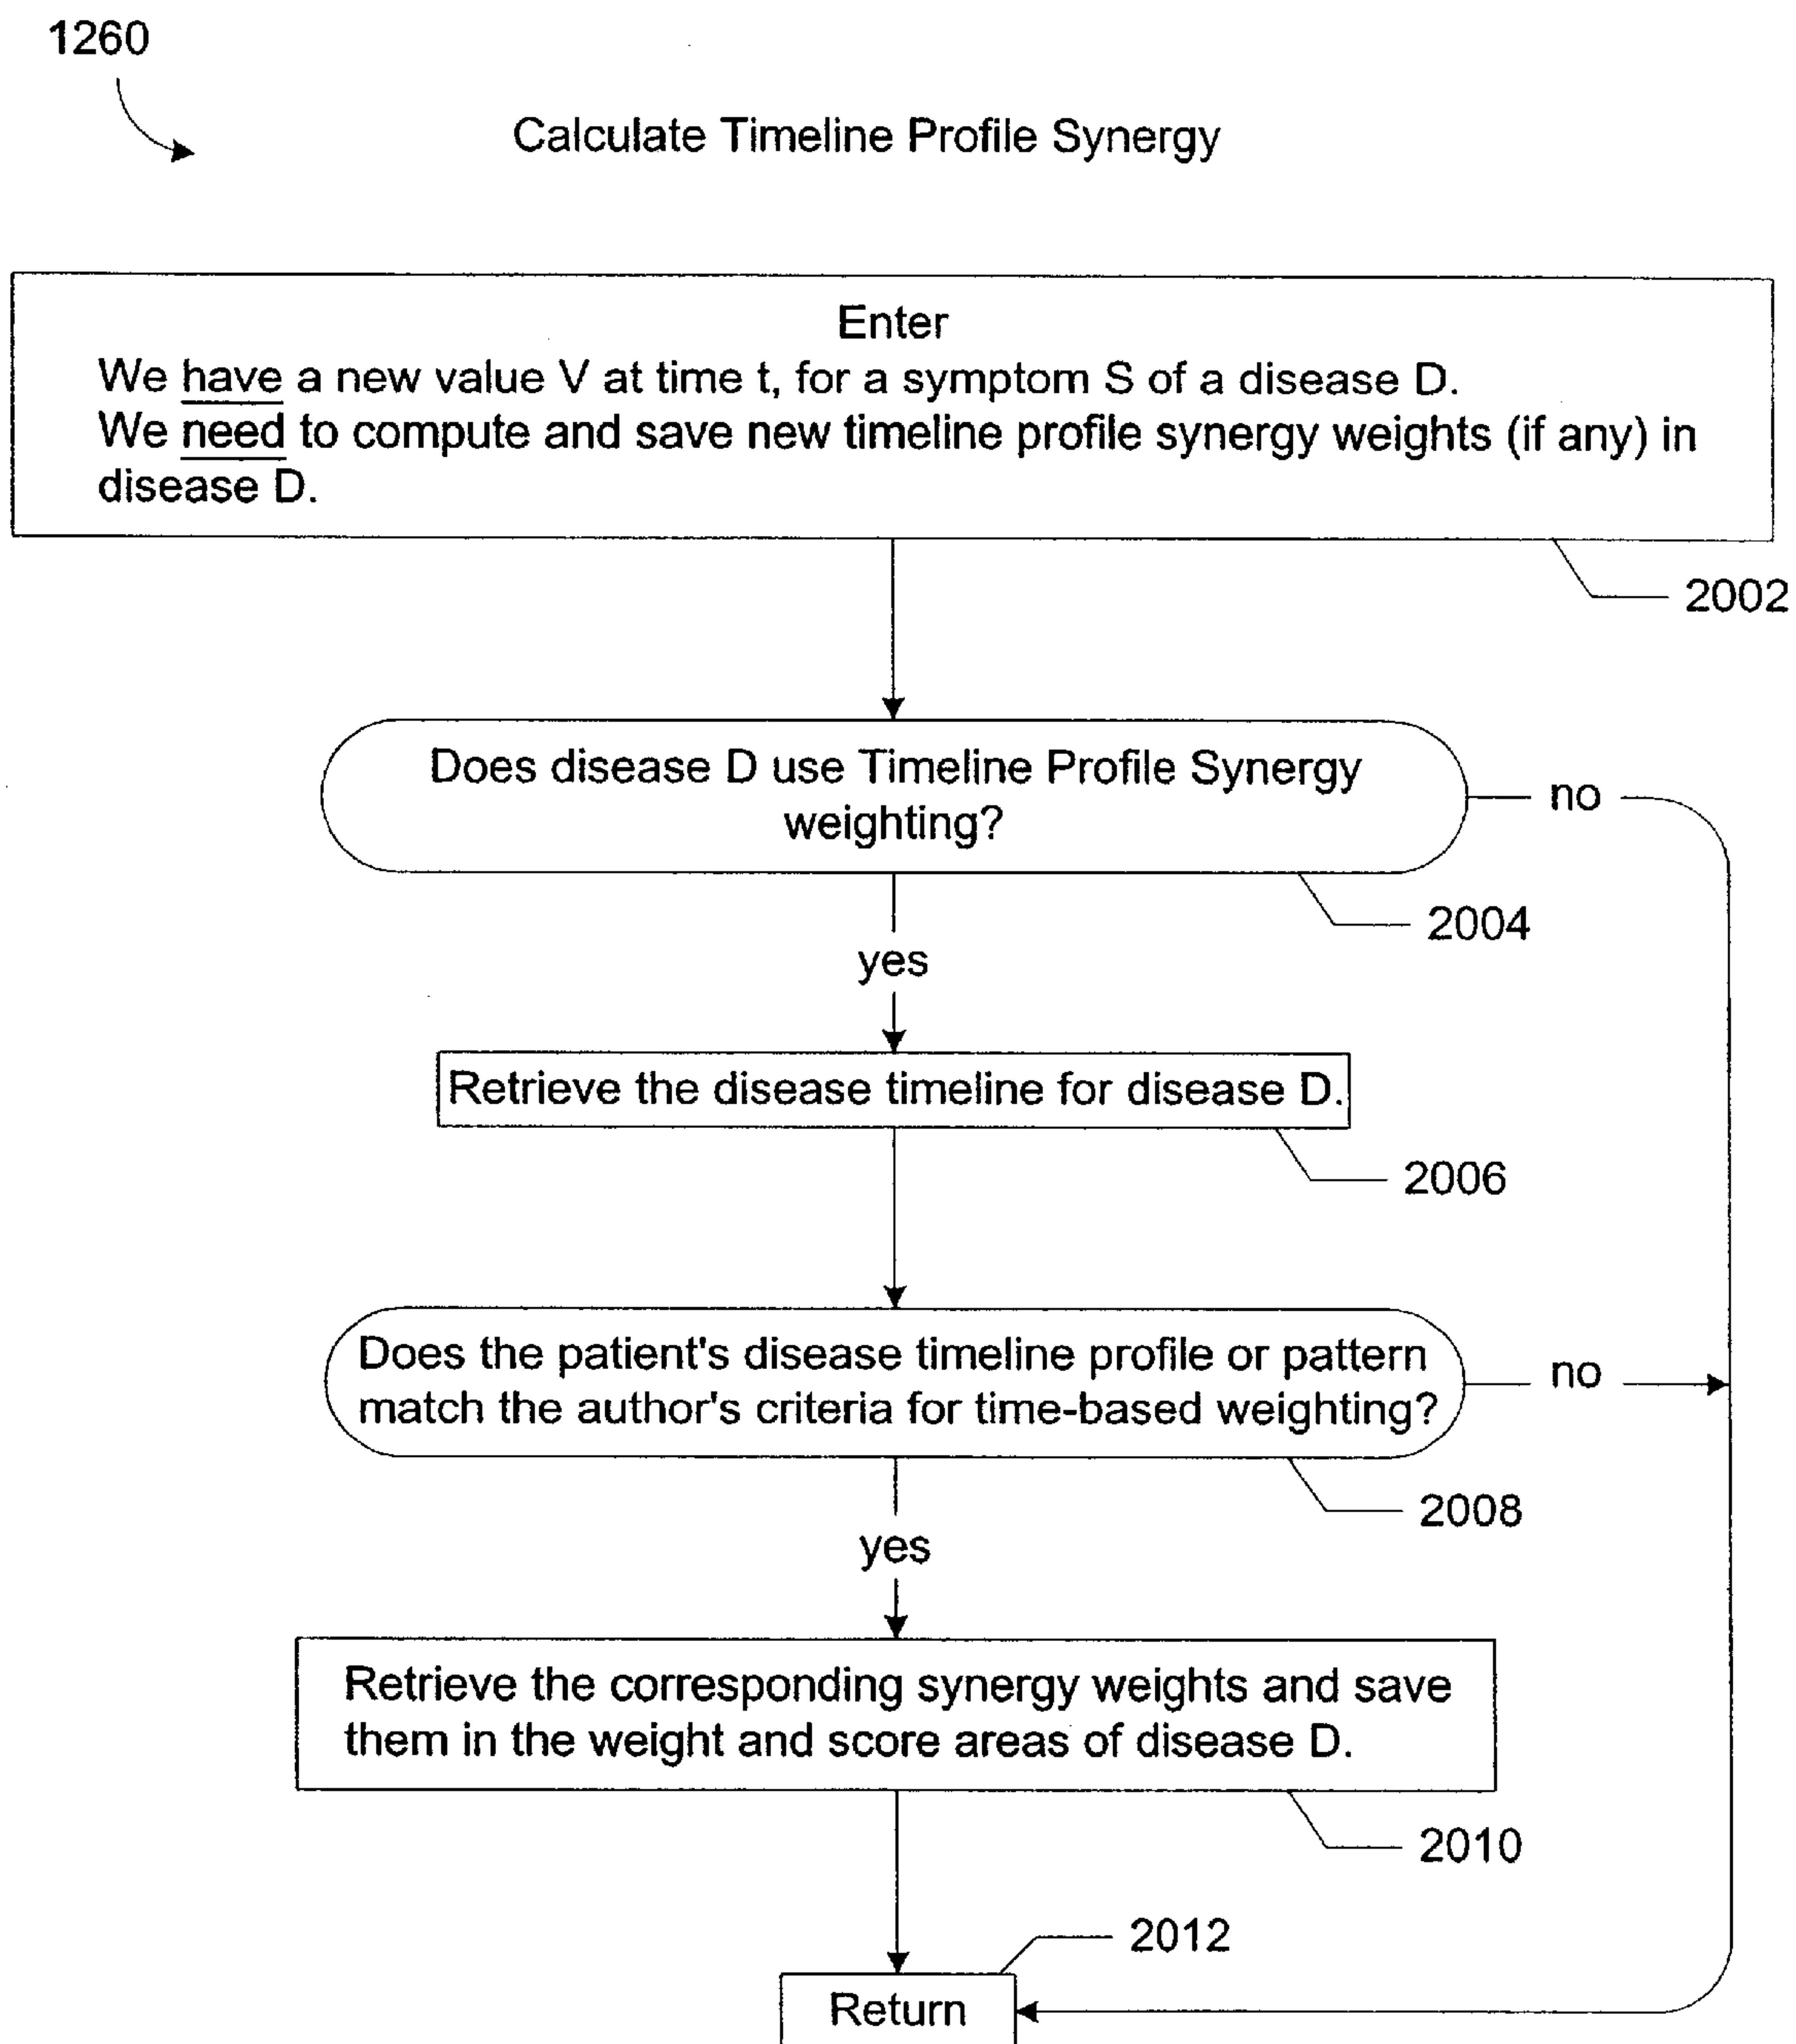 1260
Calculate Timeline Profile Synergy
Enter
We have a new value V at time t, for a symptom S of a disease D.
We need to compute and save new timeline profile synergy weights (if any) in
disease D.
2002
Does disease D use Timeline Profile Synergy
weighting?
no
2004
yes
Retrieve the disease timeline for disease D.
2006
Does the patient's disease timeline profile or pattern
match the author's criteria for time-based weighting?
no
2008
yes
Retrieve the corresponding synergy weights and save
them in the weight and score areas of disease D.
2010
2012
Return